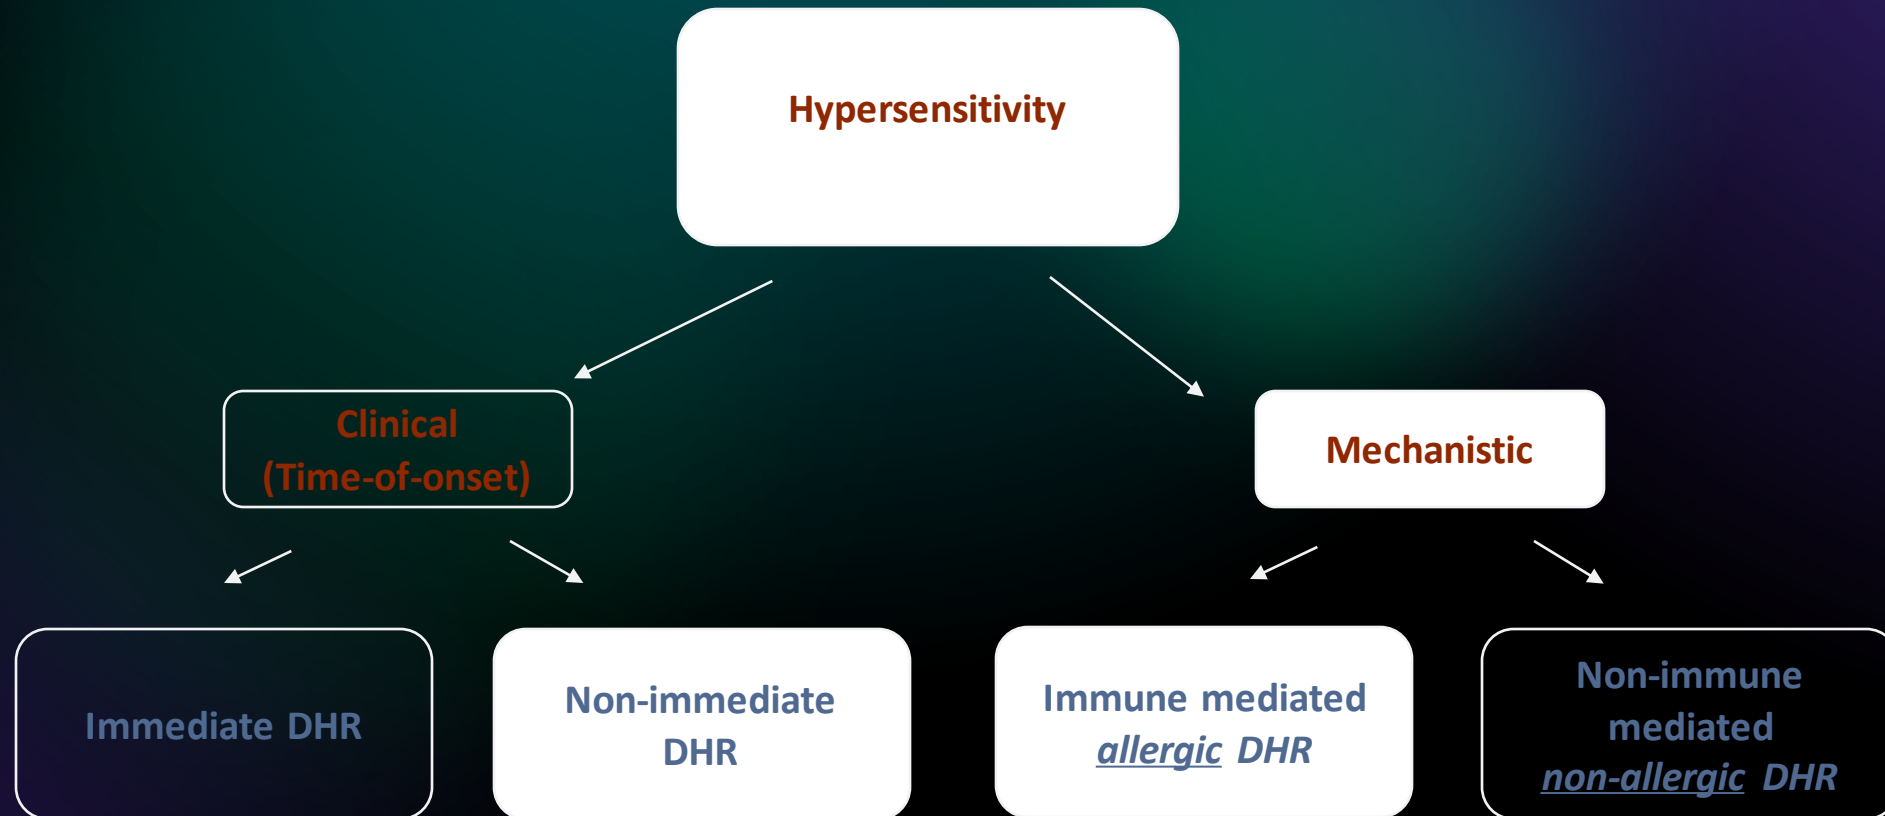 Hypersensitivity
Clinical
(Time-of-onset)
Mechanistic
Immediate DHR
Non-immediate
DHR
Immune mediated
allergic DHR
Non-immune
mediated
non-allergic DHR